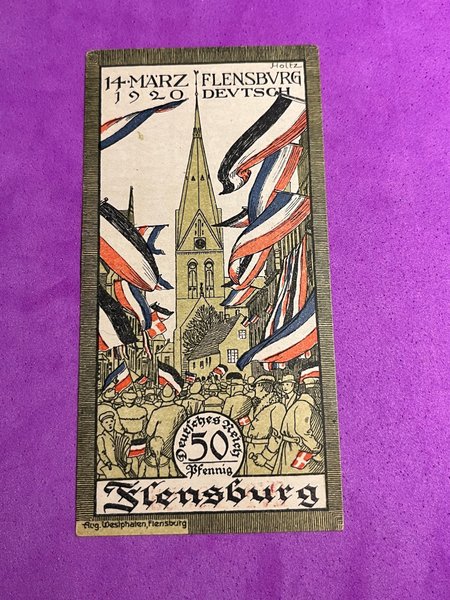 Holtz
14·MÄRZ FLENSBVRG
1920 DEVTSCH
Deutsches Reich
50
Pfennig
Flensburg
Aug. Westphalen, Flensburg